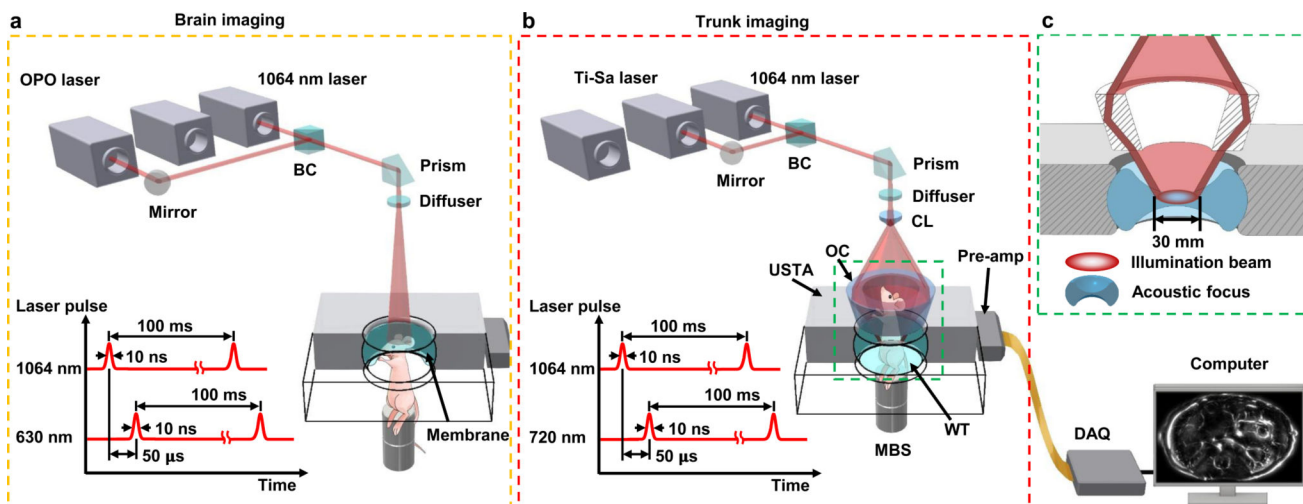 a
Brain imaging
OPO laser
1064 nm laser
BC
Prism
Mirror
Diffuser
Laser pulse
100 ms
10 ns
1064 nm
100 ms
10 ns
630 nm
50 µs
Time
Membrane
b
Trunk imaging
Ti-Sa laser
1064 nm laser
BC
Prism
Mirror
Diffuser
CL
OC
USTA
Pre-amp
Laser pulse
100 ms
10 ns
1064 nm
100 ms
10 ns
720 nm
50 µs
Time
MBS
WT
c
30 mm
Illumination beam
Acoustic focus
Computer
DAQ